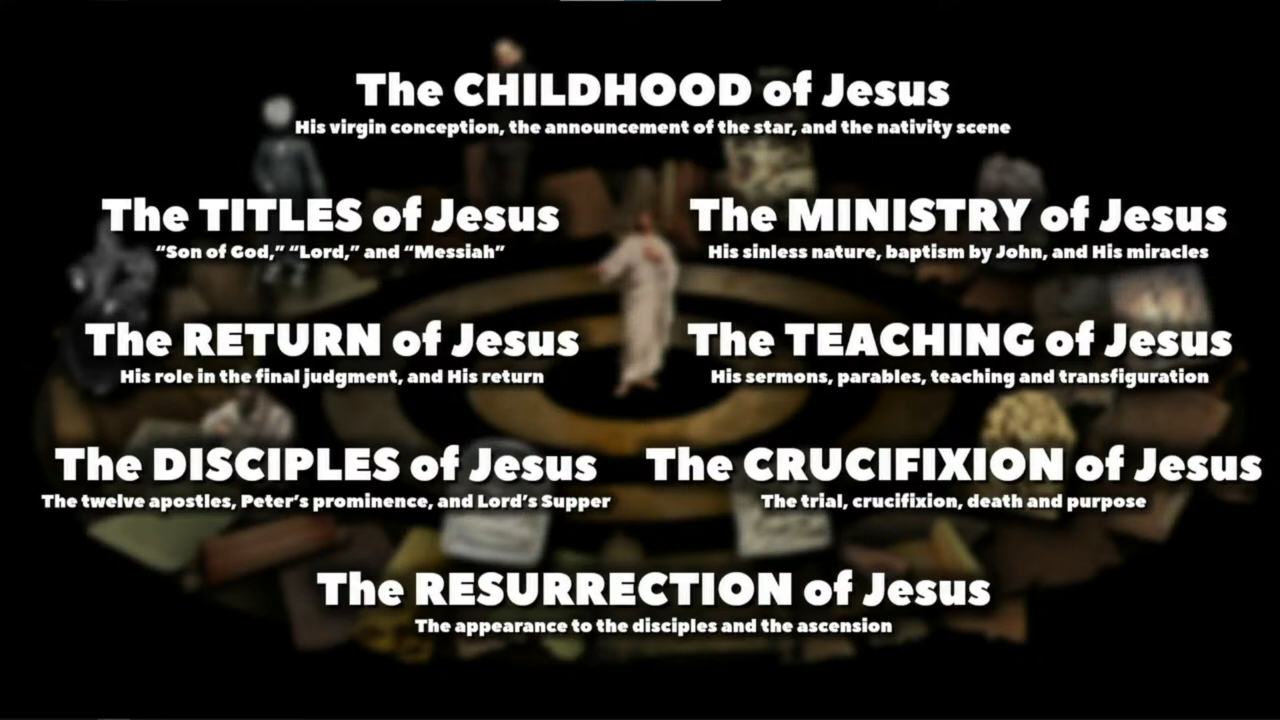 The CHILDHOOD of Jesus
His virgin conception, the announcement of the star, and the nativity scene
The TITLES of Jesus
“Son of God,” “Lord,” and “Messiah”
The MINISTRY of Jesus
His sinless nature, baptism by John, and His miracles
The RETURN of Jesus
His role in the final judgment, and His return
The TEACHING of Jesus
His sermons, parables, teaching and transfiguration
The DISCIPLES of Jesus
The twelve apostles, Peter’s prominence, and Lord’s Supper
The CRUCIFIXION of Jesus
The trial, crucifixion, death and purpose
The RESURRECTION of Jesus
The appearance to the disciples and the ascension